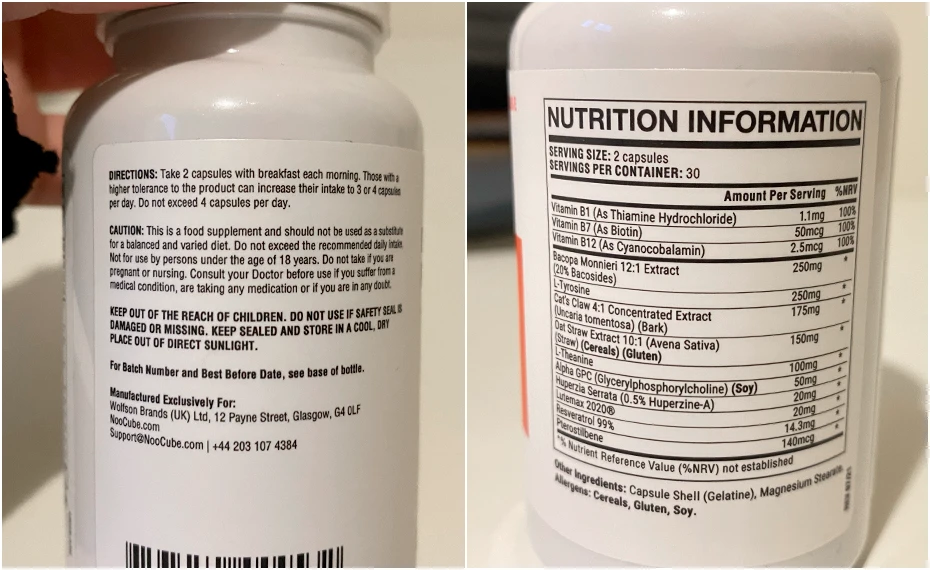 DIRECTIONS: Take 2 capsules with breakfast each morning. Those with a
higher tolerance to the product can increase their intake to 3 or 4 capsules
per day. Do not exceed 4 capsules per day.
CAUTION: This is a food supplement and should not be used as a substitute
for a balanced and varied diet. Do not exceed the recommended daily intake.
Not for use by persons under the age of 18 years. Do not take if you are
pregnant or nursing. Consult your Doctor before use if you suffer from a
medical condition, are taking any medication or if you are in any doubt.
KEEP OUT OF THE REACH OF CHILDREN. DO NOT USE IF SAFETY SEAL IS
DAMAGED OR MISSING. KEEP SEALED AND STORE IN A COOL, DRY
PLACE OUT OF DIRECT SUNLIGHT.
For Batch Number and Best Before Date, see base of bottle.
Manufactured Exclusively For:
Wolfson Brands (UK) Ltd, 12 Payne Street, Glasgow, G4 0LF
NooCube.com
Support@NooCube.com | +44 203 107 4384
NUTRITION INFORMATION
SERVING SIZE: 2 capsules
SERVINGS PER CONTAINER: 30
Amount Per Serving %NRV
Vitamin B1 (As Thiamine Hydrochloride) 1.1mg 100%
Vitamin B7 (As Biotin) 50mcg 100%
Vitamin B12 (As Cyanocobalamin) 2.5mcg 100%
Bacopa Monnieri 12:1 Extract 250mg *
(20% Bacosides)
L-Tyrosine 250mg *
Cat's Claw 4:1 Concentrated Extract 175mg *
(Uncaria tomentosa) (Bark)
Oat Straw Extract 10:1 (Avena Sativa) 150mg *
(Straw) (Cereals) (Gluten)
L-Theanine 100mg *
Alpha GPC (Glycerylphosphorylcholine) (Soy) 50mg *
Huperzia Serrata (0.5% Huperzine-A) 20mg *
Lutemax 2020® 20mg *
Resveratrol 99% 14.3mg *
Pterostilbene 140mcg *
*% Nutrient Reference Value (%NRV) not established
Other Ingredients: Capsule Shell (Gelatine), Magnesium Stearate.
Allergens: Cereals, Gluten, Soy.